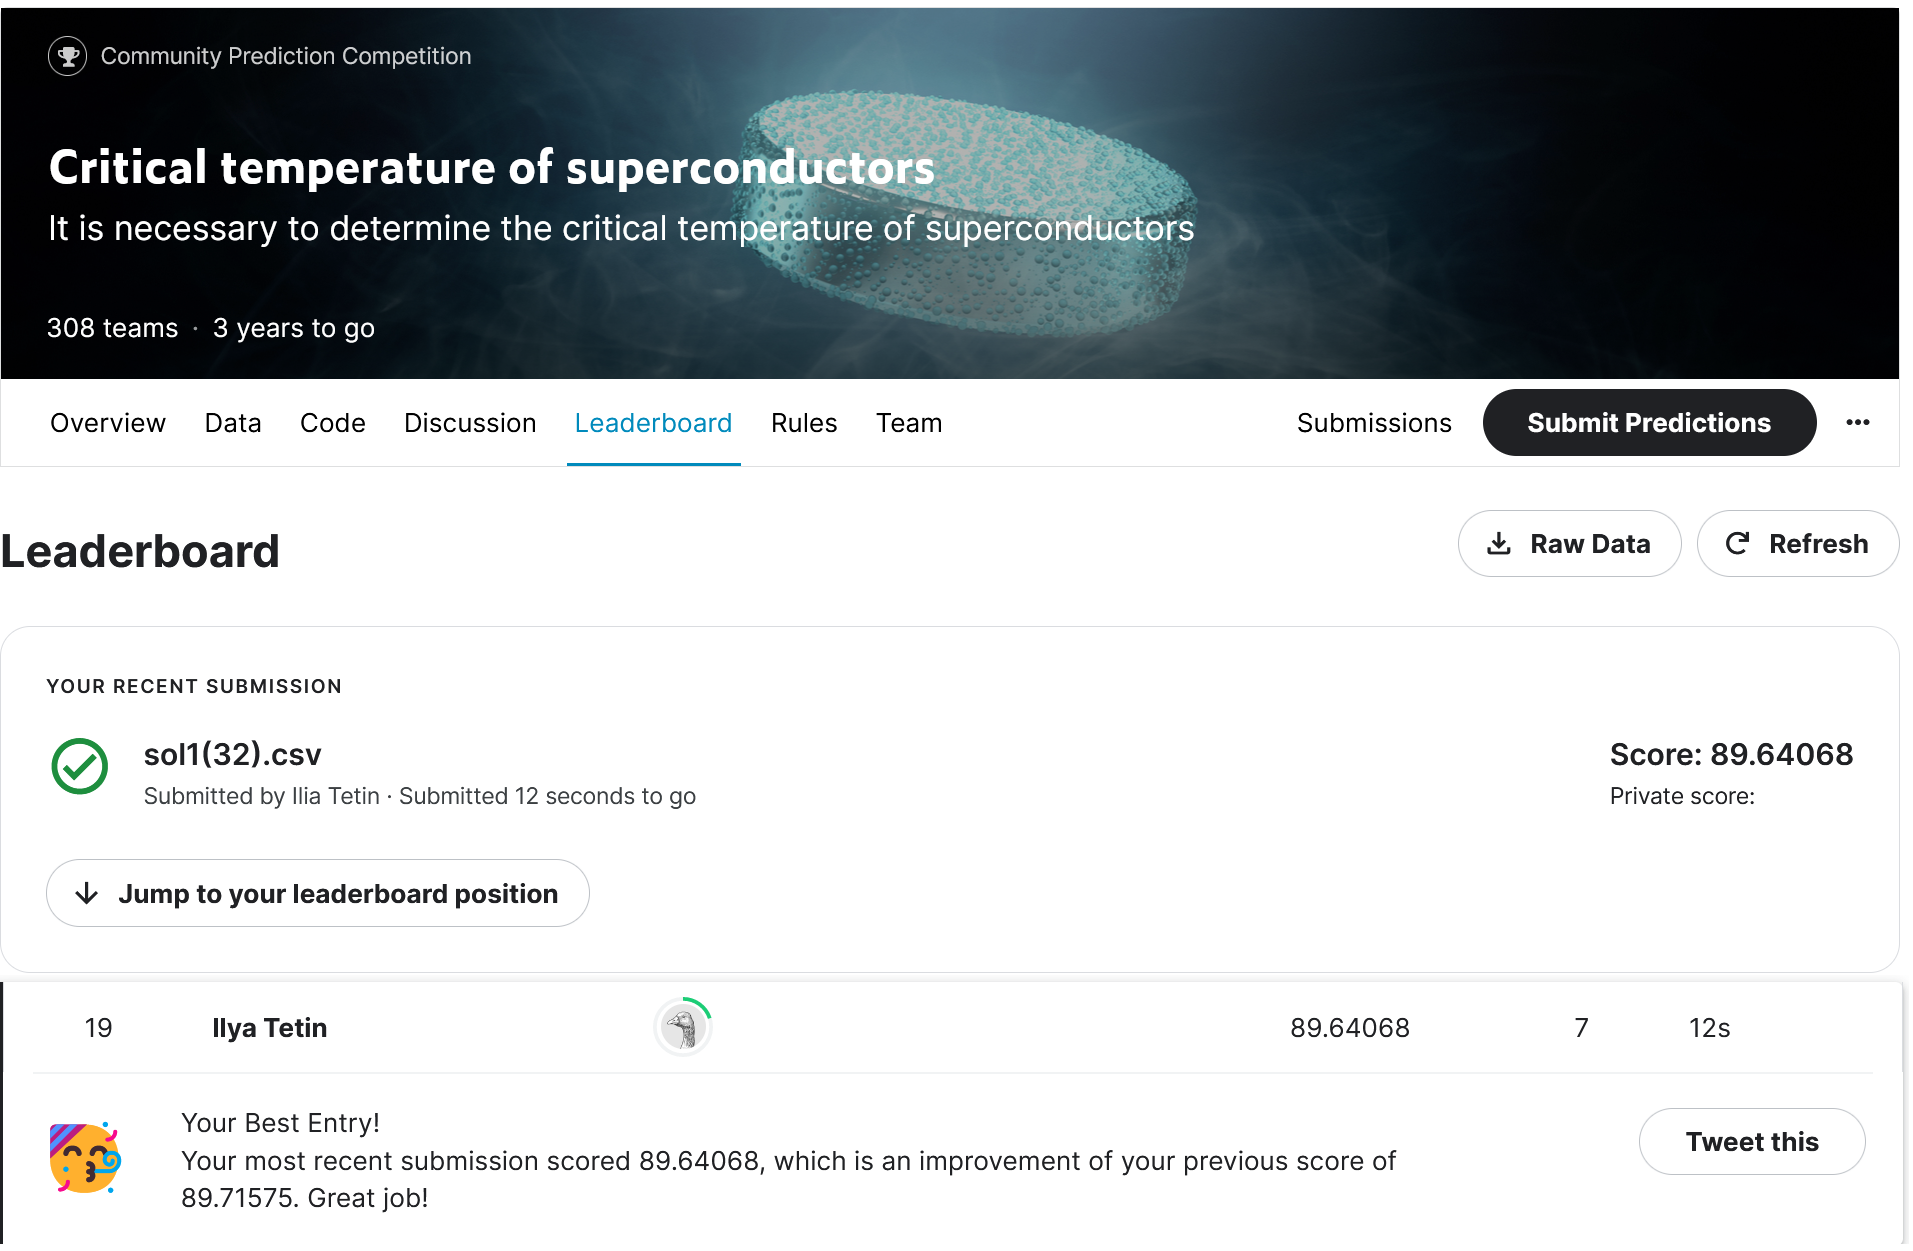 Community Prediction Competition
Critical temperature of superconductors
It is necessary to determine the critical temperature of superconductors
308 teams · 3 years to go
Overview Data Code Discussion Leaderboard Rules Team Submissions Submit Predictions ···
Leaderboard Raw Data Refresh
YOUR RECENT SUBMISSION
sol1(32).csv Score: 89.64068
Submitted by Ilia Tetin · Submitted 12 seconds to go Private score:
Jump to your leaderboard position
19 Ilya Tetin 89.64068 7 12s
Your Best Entry!
Your most recent submission scored 89.64068, which is an improvement of your previous score of
89.71575. Great job!
Tweet this